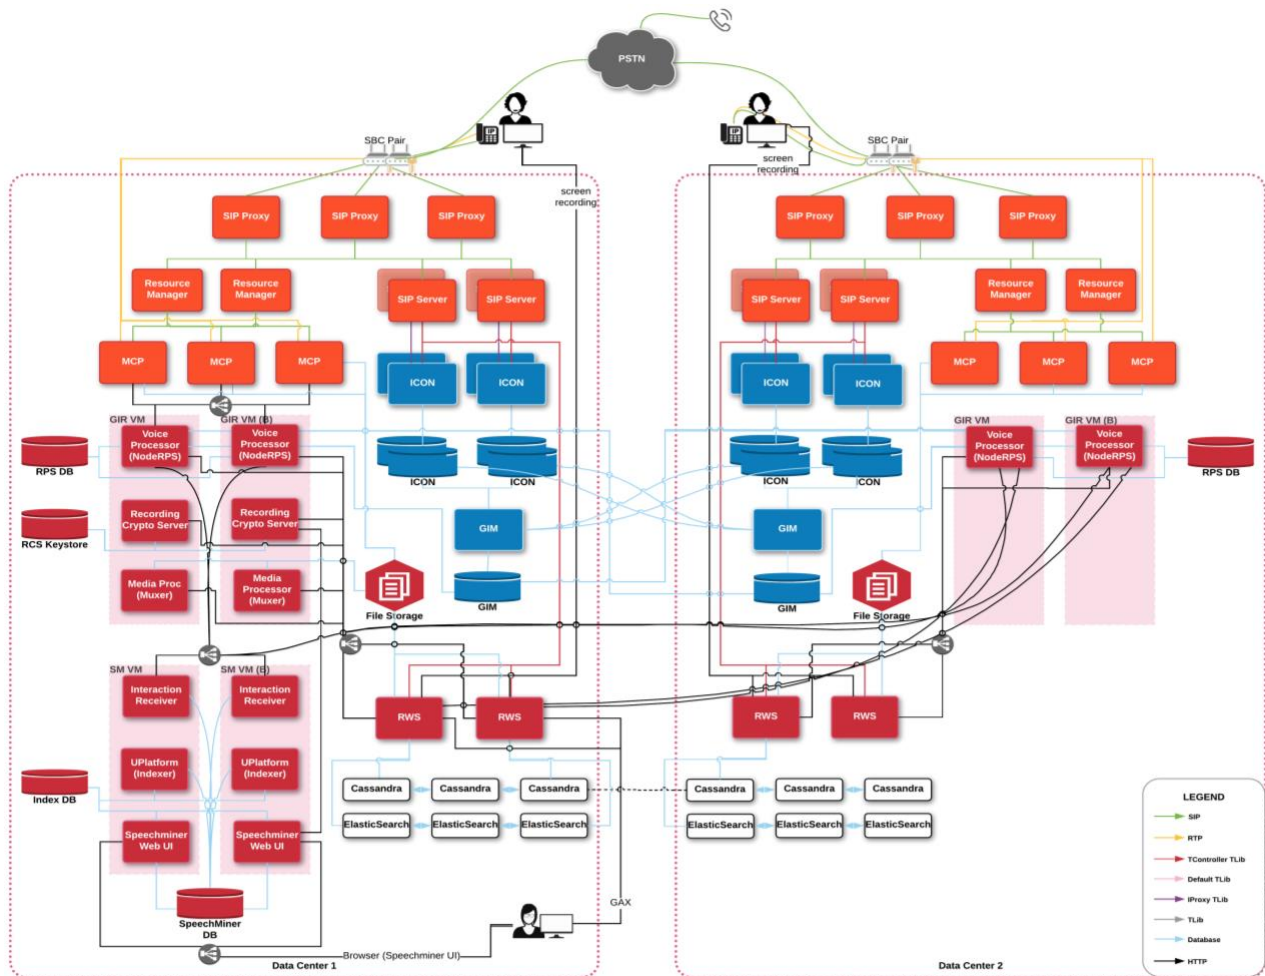 PSTN
SBC Pair
SBC Pair
IP
IP
screen
recording
screen
recording
SIP Proxy
SIP Proxy
SIP Proxy
SIP Proxy
SIP Proxy
SIP Proxy
Resource
Manager
Resource
Manager
SIP Server
SIP Server
SIP Server
SIP Server
Resource
Manager
Resource
Manager
MCP
MCP
MCP
ICON
ICON
ICON
ICON
MCP
MCP
MCP
GIR VM
GIR VM (B)
GIR VM
GIR VM (B)
RPS DB
Voice
Processor
(NodeRPS)
Voice
Processor
(NodeRPS)
ICON
ICON
ICON
ICON
Voice
Processor
(NodeRPS)
Voice
Processor
(NodeRPS)
RPS DB
RCS Keystore
Recording
Crypto Server
Recording
Crypto Server
GIM
GIM
Media Proc
(Muxer)
Media
Processor
(Muxer)
File Storage
GIM
GIM
File Storage
SM VM
SM VM (B)
Interaction
Receiver
Interaction
Receiver
RWS
RWS
RWS
RWS
Index DB
UPlatform
(Indexer)
UPlatform
(Indexer)
Cassandra
Cassandra
Cassandra
Cassandra
Cassandra
Cassandra
Speechminer
Web UI
Speechminer
Web UI
ElasticSearch
ElasticSearch
ElasticSearch
ElasticSearch
ElasticSearch
ElasticSearch
SpeechMiner
DB
GAX
Browser (Speechminer UI)
Data Center 1
Data Center 2
LEGEND
SIP
RTP
TController TLib
Default TLib
IProxy TLib
TLib
Database
HTTP